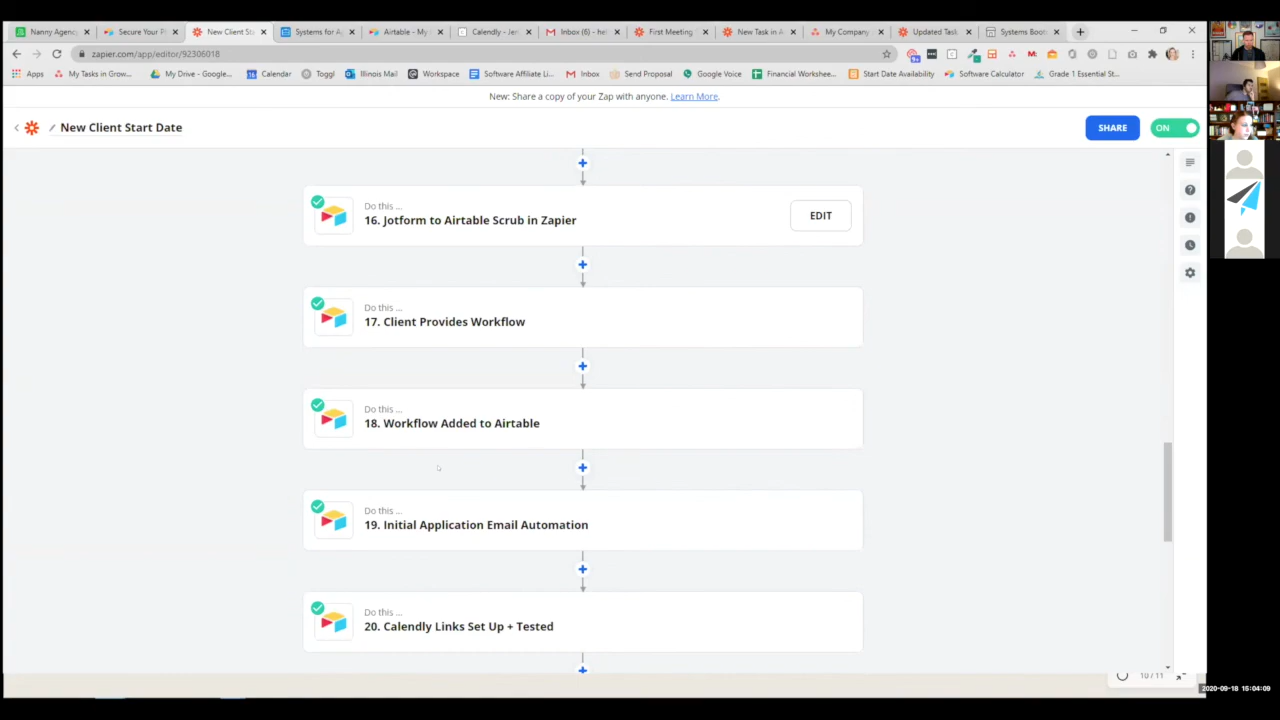 Nanny Agenc
Secure Your P
New Client Sta
Systems for A
Airtable - My
Calendly - Jen
Inbox (6) - hel
First Meeting
New Task in A
My Company
Updated Task
Systems Boos
zapier.com/app/editor/92306018
Apps
My Tasks in Grow...
My Drive - Google...
Calendar
Toggl
Illinois Mail
Workspace
Software Affiliate Li...
Inbox
Send Proposal
Google Voice
Financial Workshee...
Start Date Availability
Software Calculator
Grade 1 Essential St...
New: Share a copy of your Zap with anyone. Learn More.
New Client Start Date
SHARE
ON
Do this ...
16. Jotform to Airtable Scrub in Zapier
EDIT
Do this ...
17. Client Provides Workflow
Do this ...
18. Workflow Added to Airtable
Do this ...
19. Initial Application Email Automation
Do this ...
20. Calendly Links Set Up + Tested
10 / 11
2020-09-18 15:04:09